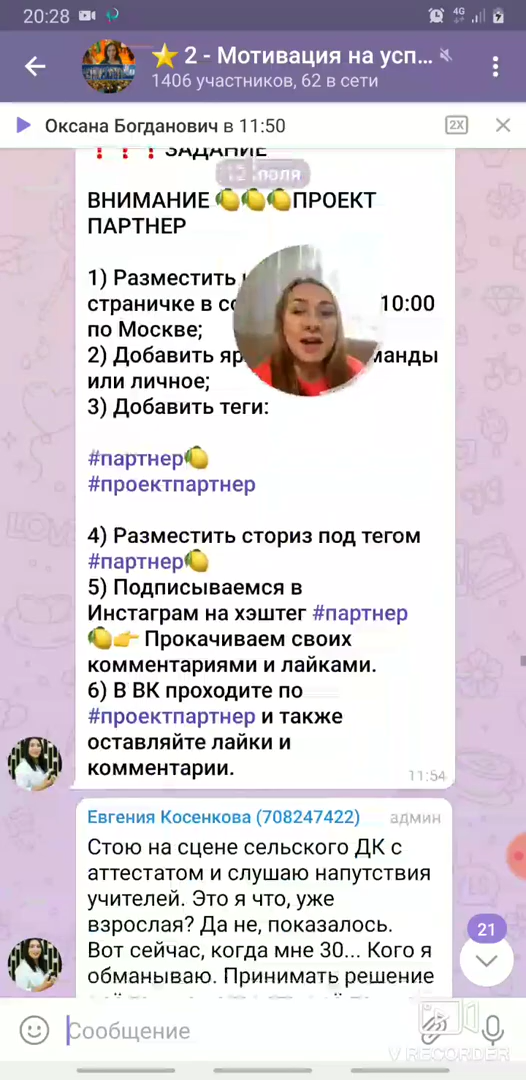 20:28
4G
2 - Мотивация на усп...
1406 участников, 62 в сети
Оксана Богданович в 11:50
2X
ЗАДАНИЕ
12 июля
ВНИМАНИЕ 🍋🍋🍋ПРОЕКТ
ПАРТНЕР
1) Разместить
страничке в 10:00
по Москве;
2) Добавить
или личное;
3) Добавить теги:
#партнер🍋
#проектпартнер
4) Разместить сториз под тегом
#партнер🍋
5) Подписываемся в
Инстаграм на хэштег #партнер
🍋👉 Прокачиваем своих
комментариями и лайками.
6) В ВК проходите по
#проектпартнер и также
оставляйте лайки и
комментарии.
11:54
Евгения Косенкова (708247422) админ
Стою на сцене сельского ДК с
аттестатом и слушаю напутствия
учителей. Это я что, уже
взрослая? Да не, показалось.
Вот сейчас, когда мне 30... Кого я
обманываю. Принимать решение
21
Сообщение
V RECORDER